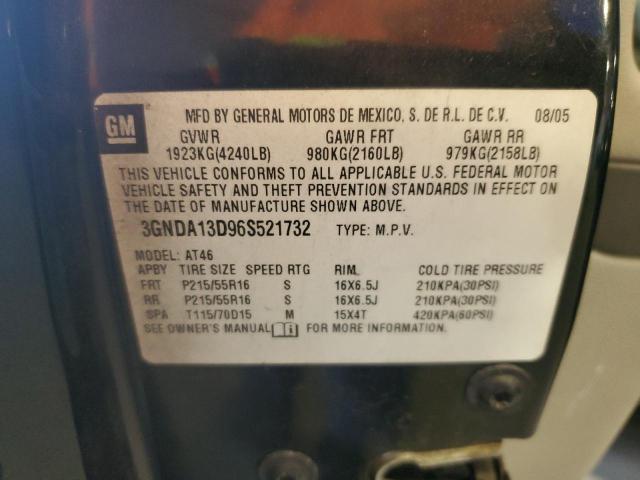 GM
MFD BY GENERAL MOTORS DE MEXICO, S. DE R.L. DE C.V. 08/05
GVWR GAWR FRT GAWR RR
1923KG(4240LB) 980KG(2160LB) 979KG(2158LB)
THIS VEHICLE CONFORMS TO ALL APPLICABLE U.S. FEDERAL MOTOR
VEHICLE SAFETY AND THEFT PREVENTION STANDARDS IN EFFECT ON
THE DATE OF MANUFACTURE SHOWN ABOVE.
3GNDA13D96S521732 TYPE: M.P.V.
MODEL: AT46
APBY TIRE SIZE SPEED RTG RIM COLD TIRE PRESSURE
FRT P215/55R16 S 16X6.5J 210KPA(30PSI)
RR P215/55R16 S 16X6.5J 210KPA(30PSI)
SPA T115/70D15 M 15X4T 420KPA(60PSI)
SEE OWNER'S MANUAL i FOR MORE INFORMATION.